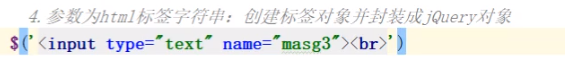 4.参数为html标签字符串：创建标签对象并封装成jQuery对象
$('<input type="text" name="masg3"><br>')